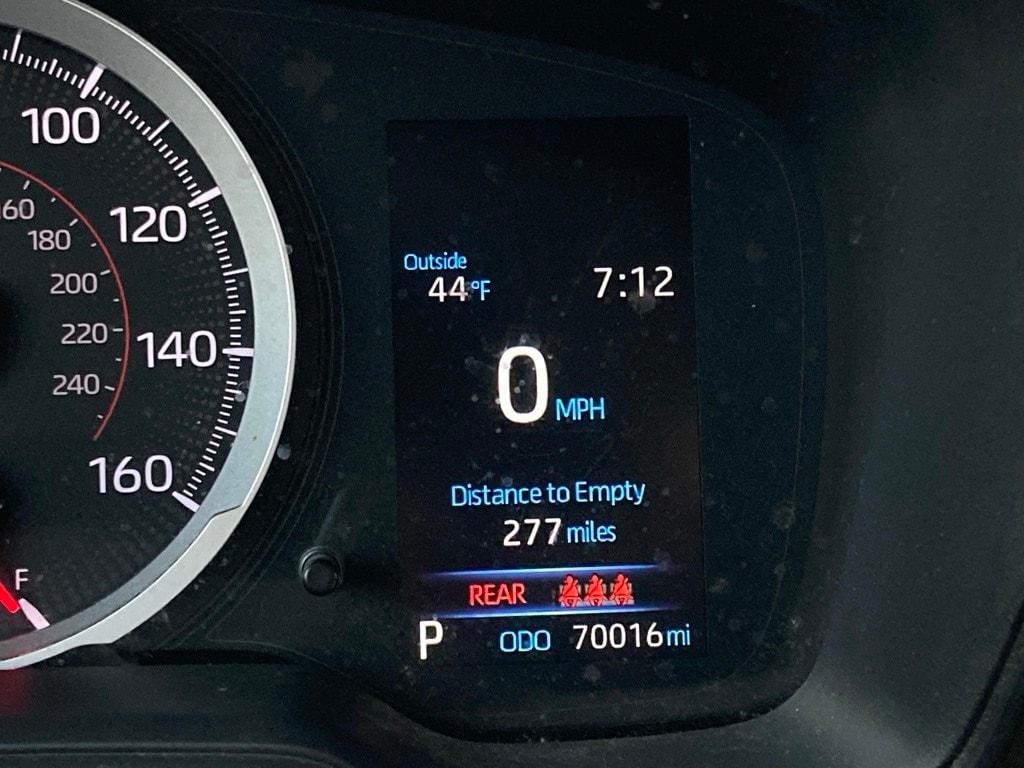 100
120
140
160
160
180
200
220
240
F
Outside
44°F
7:12
0 MPH
Distance to Empty
277 miles
REAR
P ODO 70016 mi